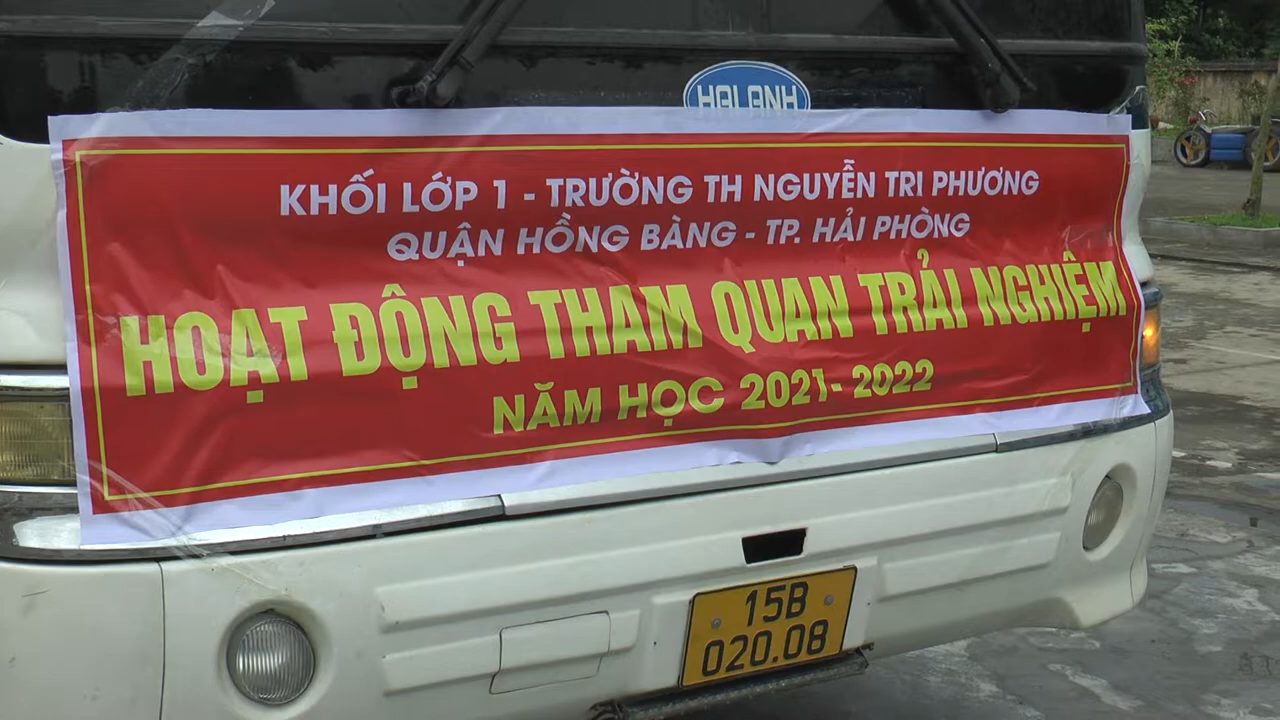 HẢI ANH
KHỐI LỚP 1 - TRƯỜNG TH NGUYỄN TRI PHƯƠNG
QUẬN HỒNG BÀNG - TP. HẢI PHÒNG
HOẠT ĐỘNG THAM QUAN TRẢI NGHIỆM
NĂM HỌC 2021- 2022
15B
020.08